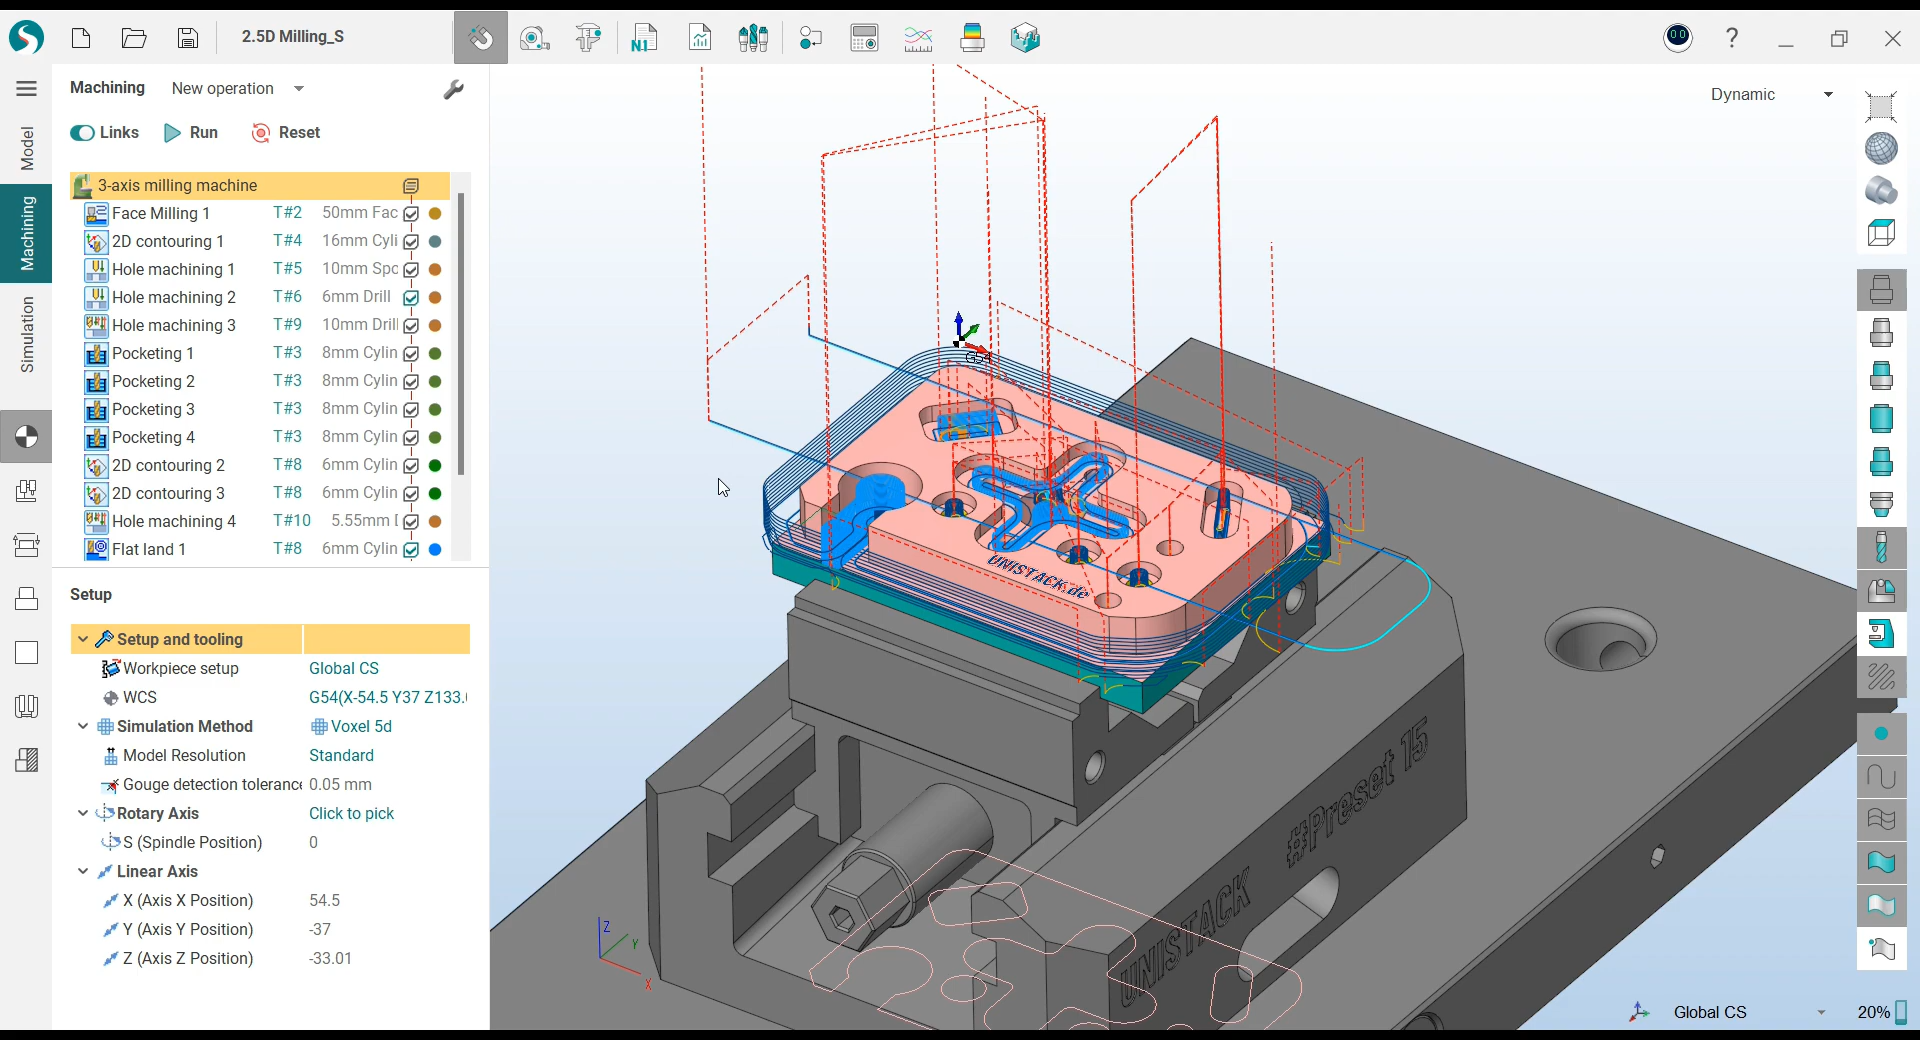 2.5D Milling_S
N1
?
Machining New operation
Links Run Reset
Model
Machining
Simulation
3-axis milling machine
Face Milling 1 T#2 50mm Fac
2D contouring 1 T#4 16mm Cyli
Hole machining 1 T#5 10mm Spc
Hole machining 2 T#6 6mm Drill
Hole machining 3 T#9 10mm Dril
Pocketing 1 T#3 8mm Cylin
Pocketing 2 T#3 8mm Cylin
Pocketing 3 T#3 8mm Cylin
Pocketing 4 T#3 8mm Cylin
2D contouring 2 T#8 6mm Cylin
2D contouring 3 T#8 6mm Cylin
Hole machining 4 T#10 5.55mm
Flat land 1 T#8 6mm Cylin
Setup
Setup and tooling
Workpiece setup Global CS
WCS G54(X-54.5 Y37 Z133.
Simulation Method Voxel 5d
Model Resolution Standard
Gouge detection tolerance 0.05 mm
Rotary Axis Click to pick
S (Spindle Position) 0
Linear Axis
X (Axis X Position) 54.5
Y (Axis Y Position) -37
Z (Axis Z Position) -33.01
Dynamic
G54
UNISTACK.de
#Preset 15
UNISTACK
Z
Y
X
Global CS 20%